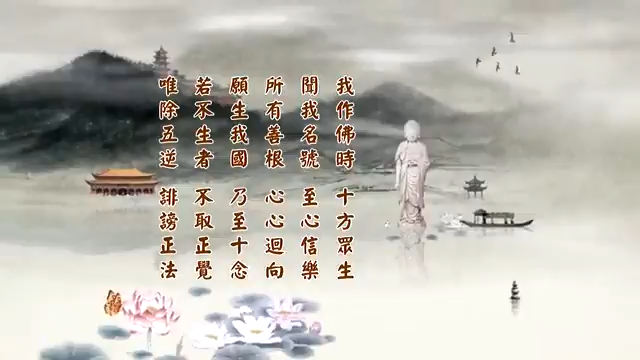 我作佛時 十方眾生
聞我名號 至心信樂
所有善根 心心迴向
願生我國 乃至十念
若不生者 不取正覺
唯除五逆 誹謗正法